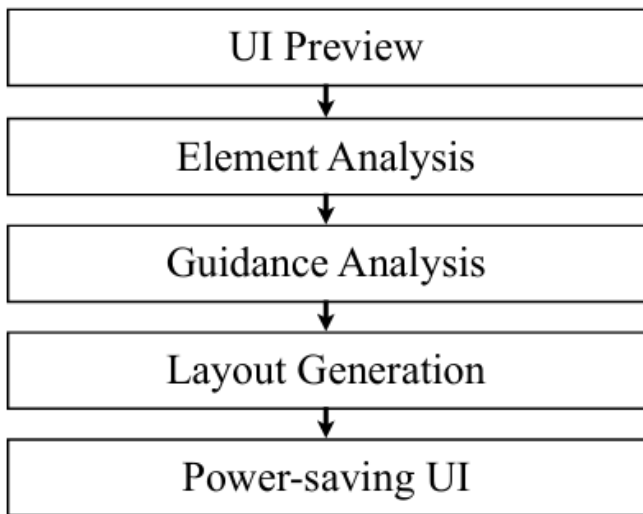 UI Preview
Element Analysis
Guidance Analysis
Layout Generation
Power-saving UI